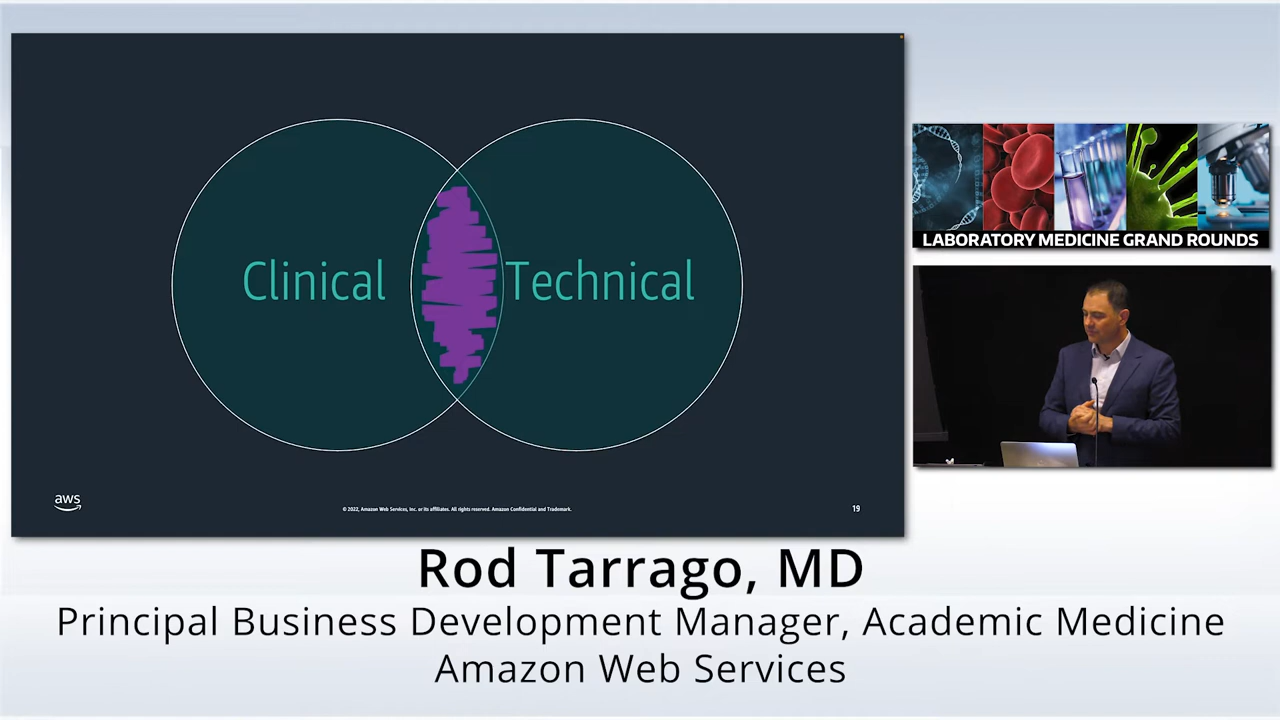 Clinical
Technical
aws
© 2022, Amazon Web Services, Inc. or its affiliates. All rights reserved. Amazon Confidential and Trademark.
19
LABORATORY MEDICINE GRAND ROUNDS
Rod Tarrago, MD
Principal Business Development Manager, Academic Medicine
Amazon Web Services